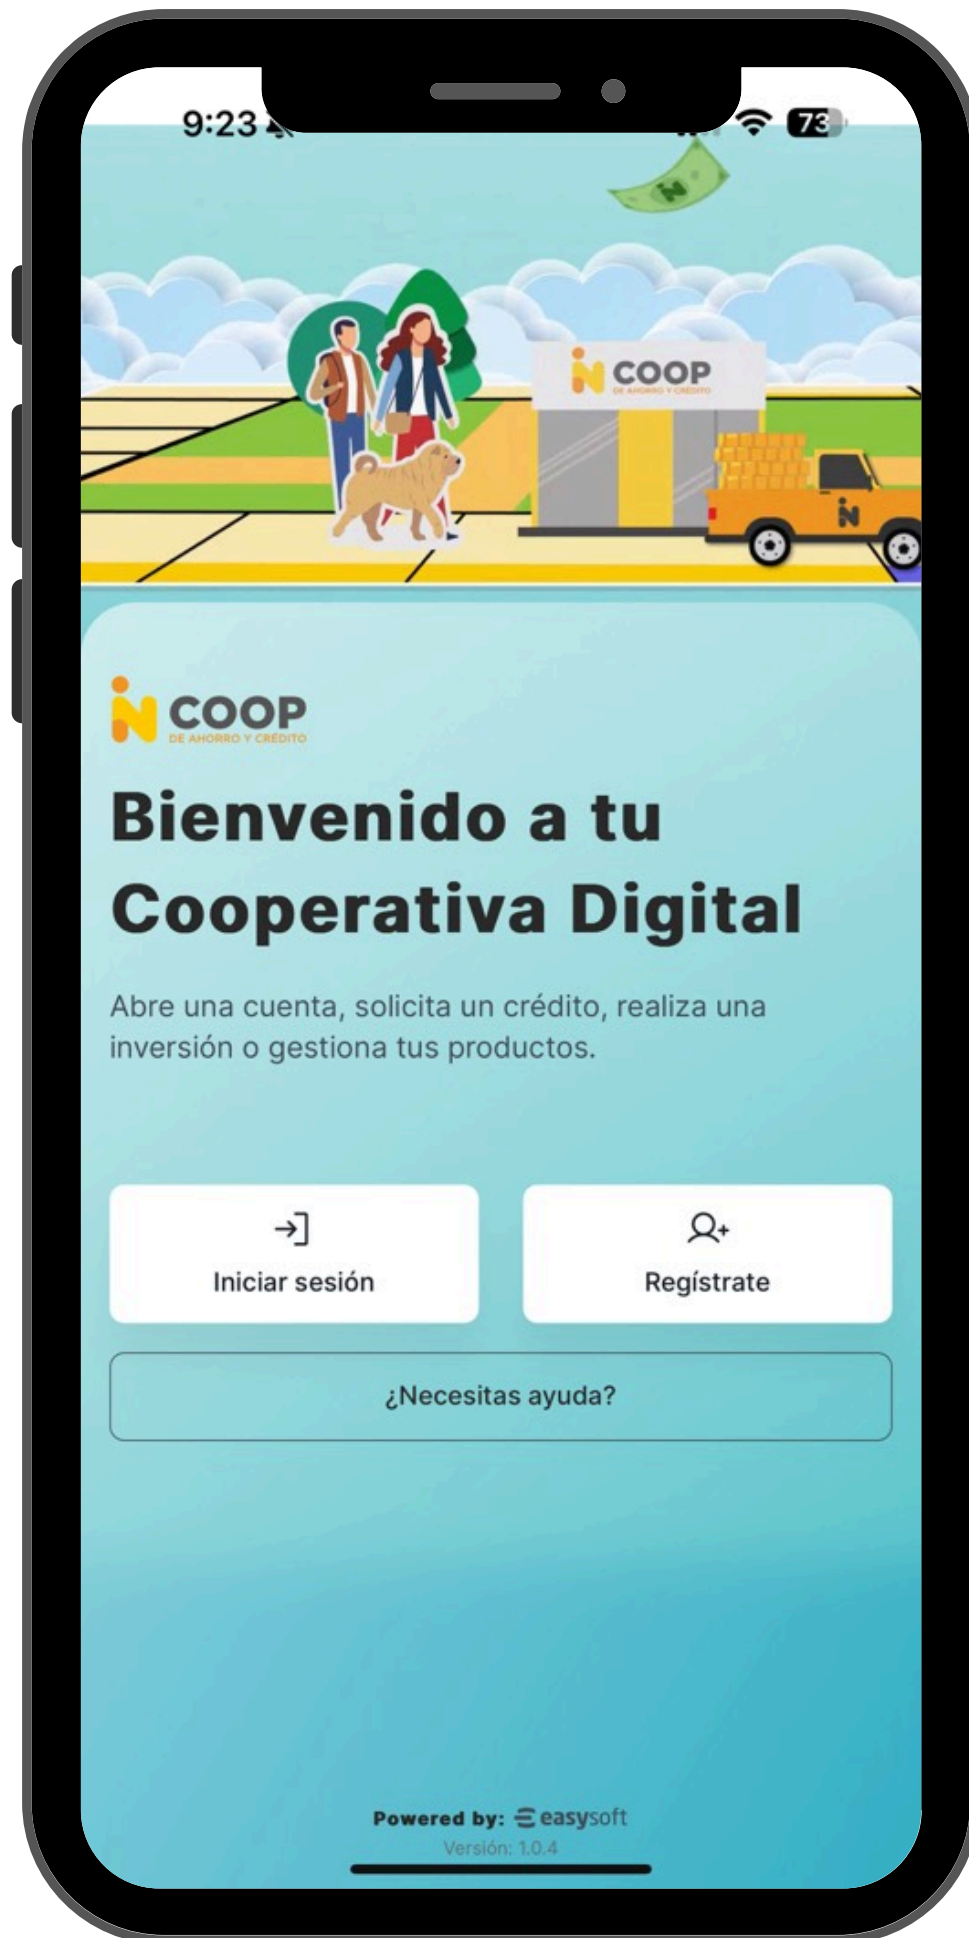 9:23
73
COOP
DE AHORRO Y CRÉDITO
COOP
DE AHORRO Y CRÉDITO
Bienvenido a tu
Cooperativa Digital
Abre una cuenta, solicita un crédito, realiza una
inversión o gestiona tus productos.
Iniciar sesión
Regístrate
¿Necesitas ayuda?
Powered by: easysoft
Versión: 1.0.4